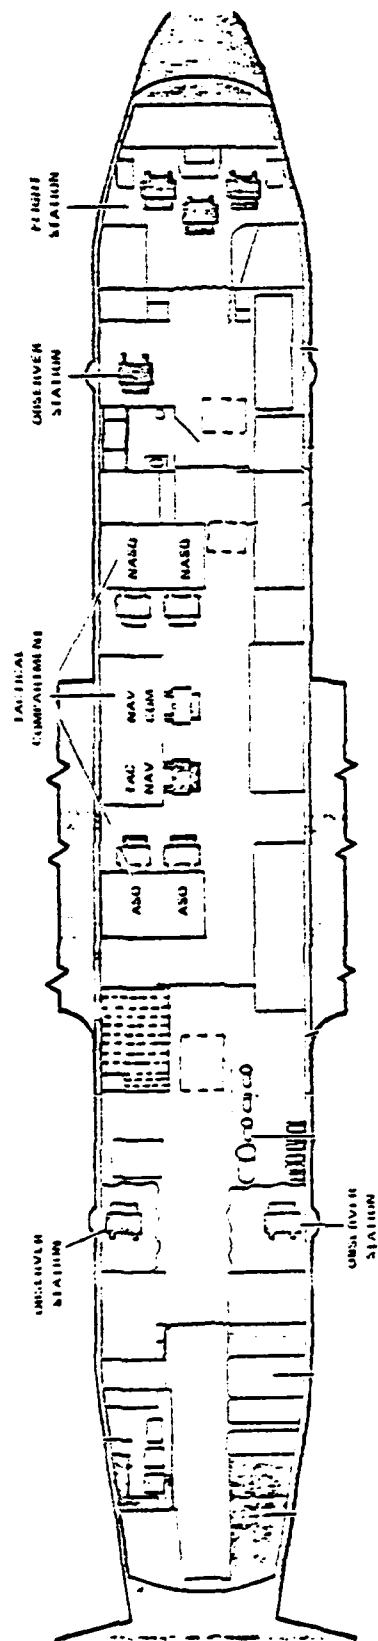 FLIGHT
STATION
OBSERVER
STATION
NASO
NASO
TACTICAL
COMPARTMENT
NAV
COM
TAC
NAV
ASO
ASO
OBSERVER
STATION
OBSERVER
STATION